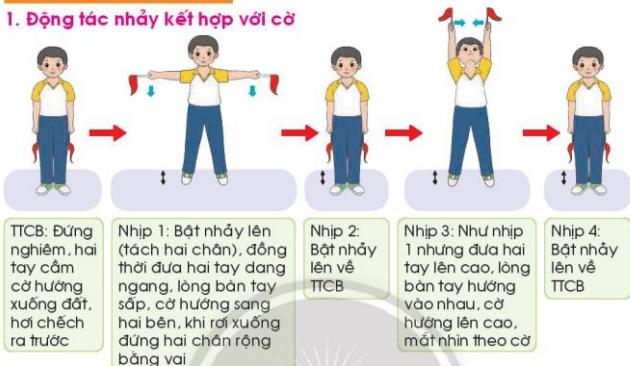 1. Động tác nhảy kết hợp với cờ
TTCB: Đứng
nghiêm, hai
tay cầm
cờ hướng
xuống đất,
hơi chếch
ra trước
Nhịp 1: Bật nhảy lên
(tách hai chân), đồng
thời đưa hai tay dang
ngang, lòng bàn tay
sấp, cờ hướng sang
hai bên, khi rơi xuống
đứng hai chân rộng
bằng vai
Nhịp 2:
Bật nhảy
lên về
TTCB
Nhịp 3: Như nhịp
1 nhưng đưa hai
tay lên cao, lòng
bàn tay hướng
vào nhau, cờ
hướng lên cao,
mắt nhìn theo cờ
Nhịp 4:
Bật nhảy
lên về
TTCB